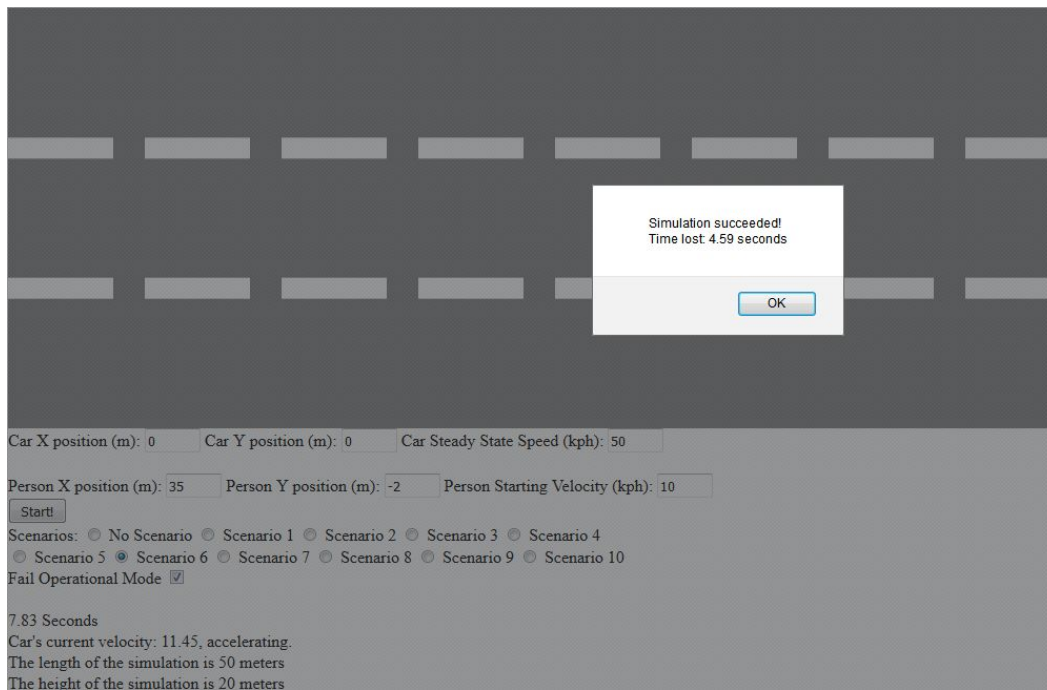 Simulation succeeded!
Time lost: 4.59 seconds
OK
Car X position (m): 0 Car Y position (m): 0 Car Steady State Speed (kph): 50
Person X position (m): 35 Person Y position (m): -2 Person Starting Velocity (kph): 10
Start!
Scenarios: No Scenario Scenario 1 Scenario 2 Scenario 3 Scenario 4
Scenario 5 Scenario 6 Scenario 7 Scenario 8 Scenario 9 Scenario 10
Fail Operational Mode
7.83 Seconds
Car's current velocity: 11.45, accelerating.
The length of the simulation is 50 meters
The height of the simulation is 20 meters